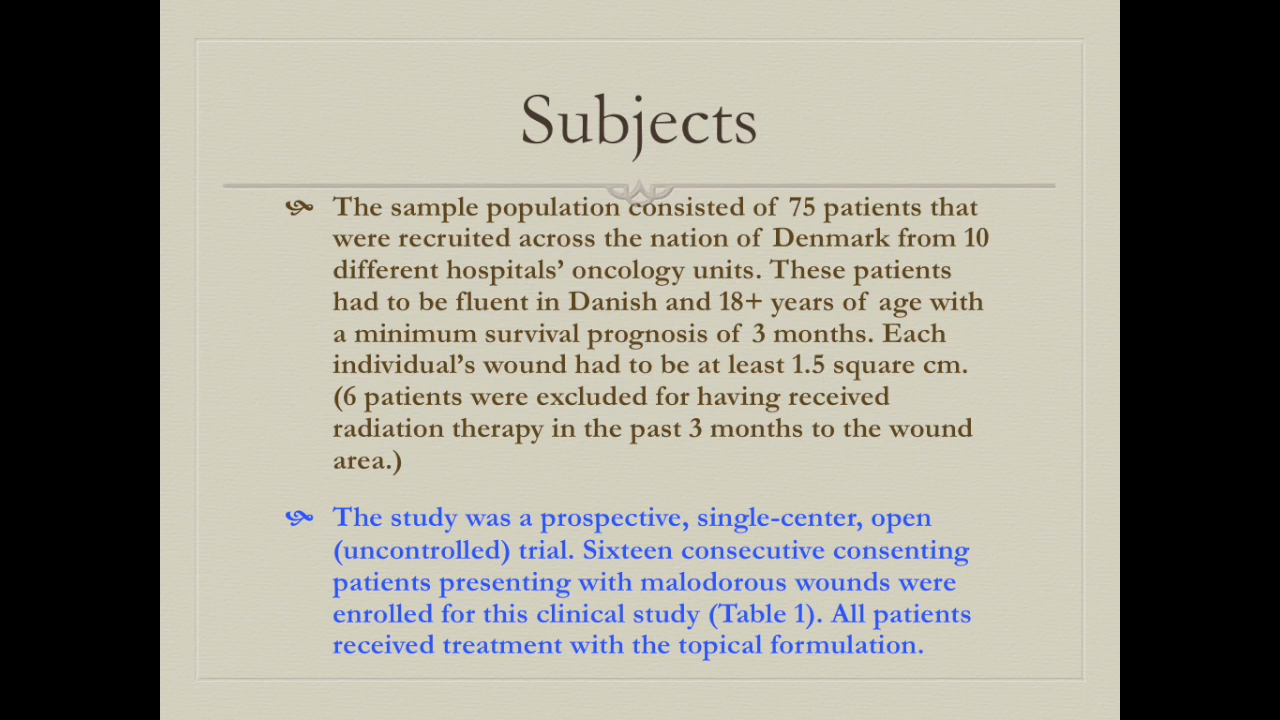 Subjects
The sample population consisted of 75 patients that
were recruited across the nation of Denmark from 10
different hospitals’ oncology units. These patients
had to be fluent in Danish and 18+ years of age with
a minimum survival prognosis of 3 months. Each
individual’s wound had to be at least 1.5 square cm.
(6 patients were excluded for having received
radiation therapy in the past 3 months to the wound
area.)
The study was a prospective, single-center, open
(uncontrolled) trial. Sixteen consecutive consenting
patients presenting with malodorous wounds were
enrolled for this clinical study (Table 1). All patients
received treatment with the topical formulation.